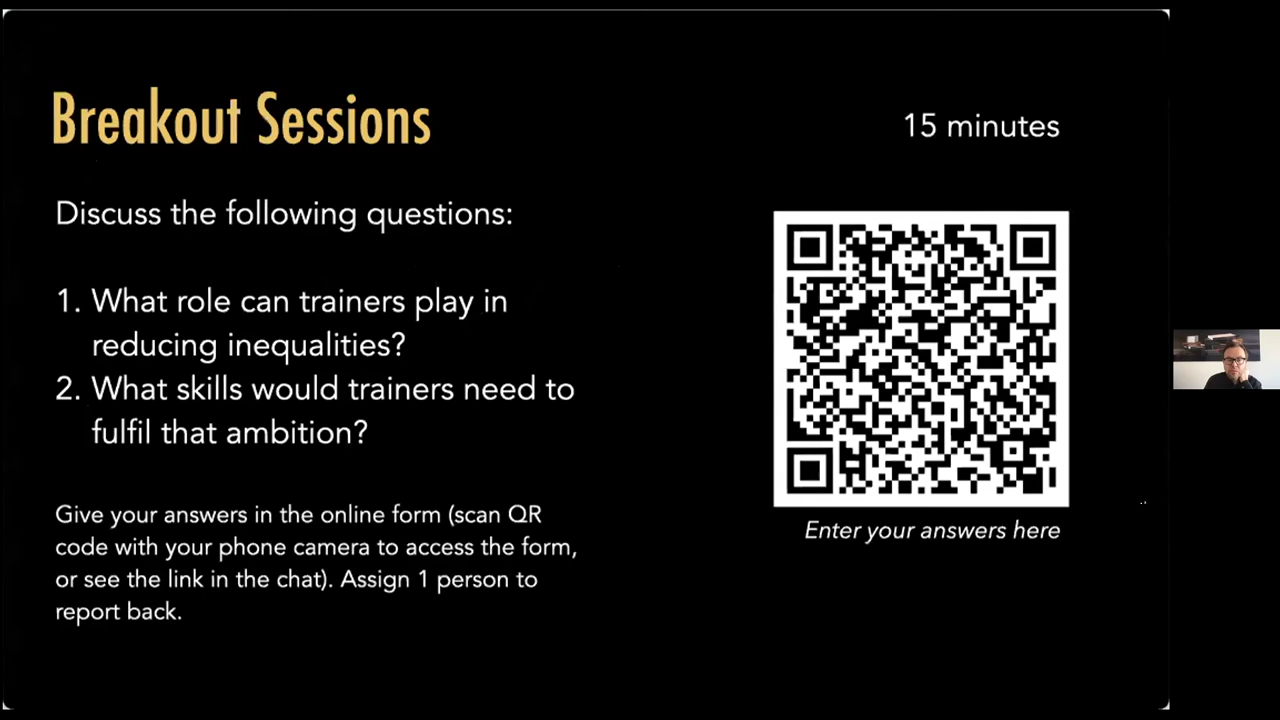 Breakout Sessions
15 minutes
Discuss the following questions:
1. What role can trainers play in
reducing inequalities?
2. What skills would trainers need to
fulfil that ambition?
Give your answers in the online form (scan QR
code with your phone camera to access the form,
or see the link in the chat). Assign 1 person to
report back.
Enter your answers here